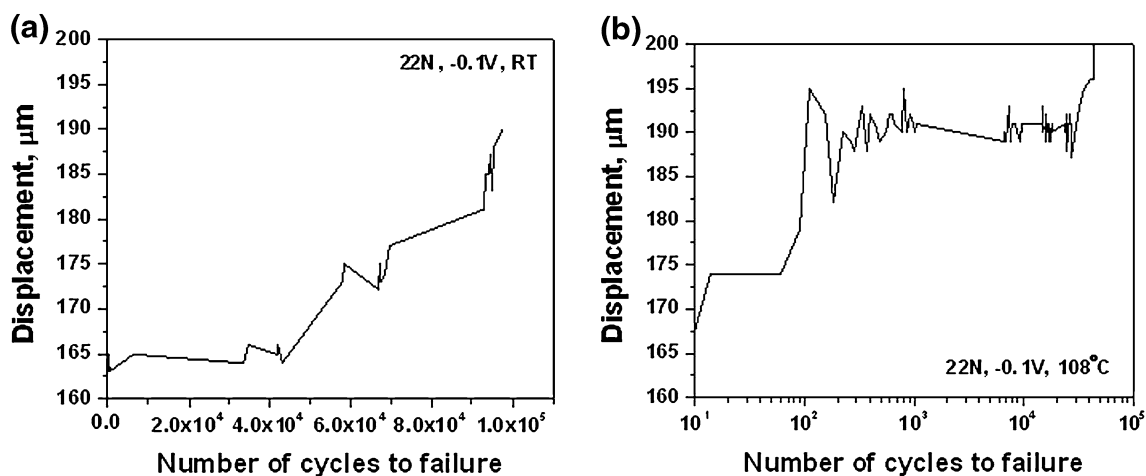 (a)
200
195
190
185
180
175
170
165
160
Displacement, µm
22N, -0.1V, RT
0.0
2.0x10⁴
4.0x10⁴
6.0x10⁴
8.0x10⁴
1.0x10⁵
Number of cycles to failure
(b)
200
195
190
185
180
175
170
165
160
Displacement, µm
22N, -0.1V, 108°C
10¹
10²
10³
10⁴
10⁵
Number of cycles to failure